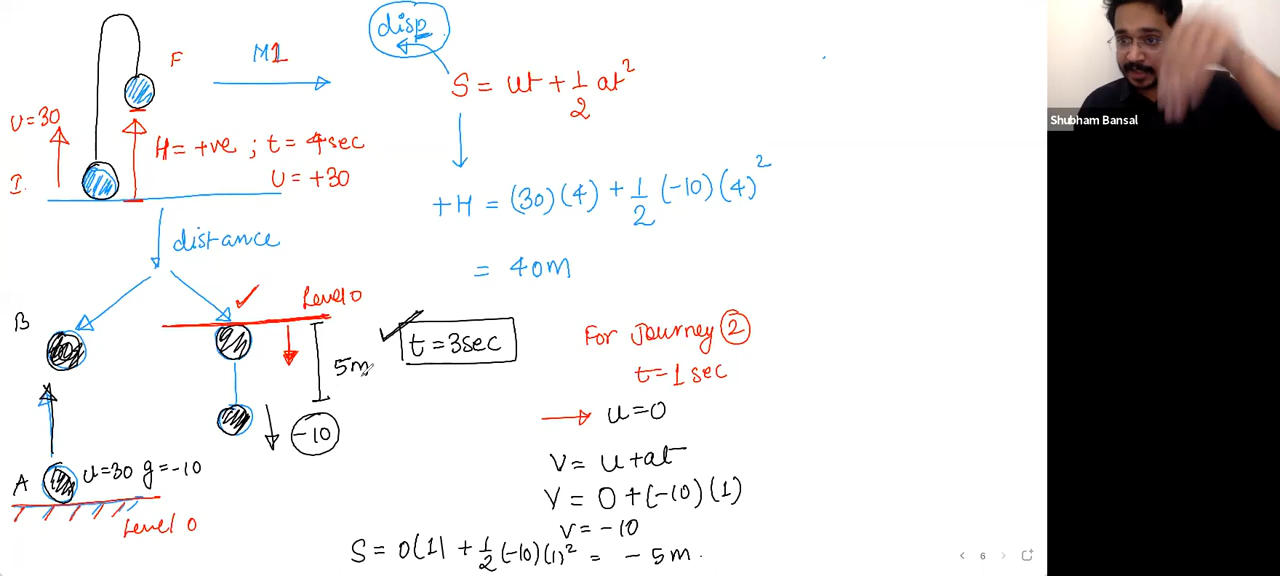 disp
F
M1
S = ut + 1/2 at²
U = 30
H = +ve ; t = 4sec
U = +30
I.
+H = (30)(4) + 1/2 (-10)(4)²
= 40m
distance
Level 0
B
t = 3sec
5m
-10
For Journey 2
t = 1 sec
u = 0
V = u + at
V = 0 + (-10)(1)
V = -10
A
u = 30 g = -10
Level 0
S = 0(1) + 1/2 (-10)(1)² = -5m.
Shubham Bansal
< 6 >